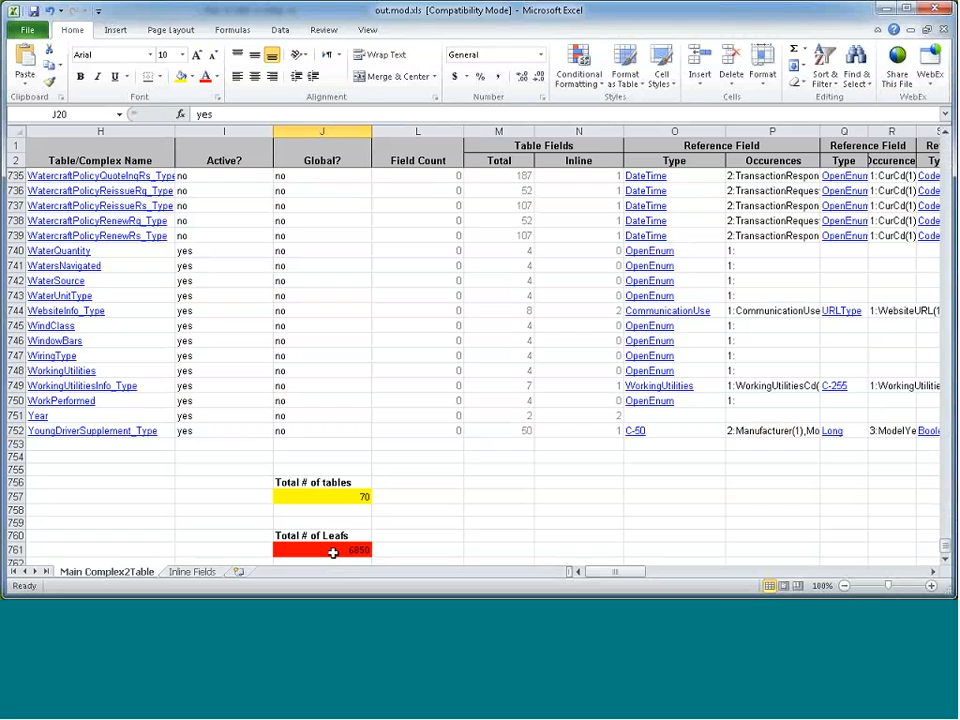 out.mod.xls [Compatibility Mode] - Microsoft Excel
File Home Insert Page Layout Formulas Data Review View
Paste Arial 10 Wrap Text General Conditional Formatting Format as Table Cell Styles Insert Delete Format Sort & Filter Find & Select Share This File WebEx
B I U Merge & Center $ % ,
Clipboard Font Alignment Number Styles Cells Editing WebEx
J20 fx yes
H I J L M N O P Q R S
1 Table Fields Reference Field Reference Field Re
2 Table/Complex Name Active? Global? Field Count Total Inline Type Occurences Type Occurence Ty
735 WatercraftPolicyQuoteInqRs_Type no no 0 187 1 DateTime 2:TransactionRespon OpenEnum 1:CurCd(1) Code
736 WatercraftPolicyReissueRq_Type no no 0 52 1 DateTime 2:TransactionReques OpenEnum 1:CurCd(1) Code
737 WatercraftPolicyReissueRs_Type no no 0 107 1 DateTime 2:TransactionRespon OpenEnum 1:CurCd(1) Code
738 WatercraftPolicyRenewRq_Type no no 0 52 1 DateTime 2:TransactionReques OpenEnum 1:CurCd(1) Code
739 WatercraftPolicyRenewRs_Type no no 0 107 1 DateTime 2:TransactionRespon OpenEnum 1:CurCd(1) Code
740 WaterQuantity yes no 0 4 0 OpenEnum 1:
741 WatersNavigated yes no 0 4 0 OpenEnum 1:
742 WaterSource yes no 0 4 0 OpenEnum 1:
743 WaterUnitType yes no 0 4 0 OpenEnum 1:
744 WebsiteInfo_Type yes no 0 8 2 CommunicationUse 1:CommunicationUse URLType 1:WebsiteURL(1
745 WindClass yes no 0 4 0 OpenEnum 1:
746 WindowBars yes no 0 4 0 OpenEnum 1:
747 WiringType yes no 0 4 0 OpenEnum 1:
748 WorkingUtilities yes no 0 4 0 OpenEnum 1:
749 WorkingUtilitiesInfo_Type yes no 0 7 1 WorkingUtilities 1:WorkingUtilitiesCd( C-255 1:WorkingUtilitie
750 WorkPerformed yes no 0 4 0 OpenEnum 1:
751 Year yes no 0 2 2
752 YoungDriverSupplement_Type yes no 0 50 1 C-50 2:Manufacturer(1),Mo Long 3:ModelYe Boole
753
754
755
756 Total # of tables
757 70
758
759
760 Total # of Leafs
761 6850
762
Main Complex2Table Inline Fields
Ready 180%